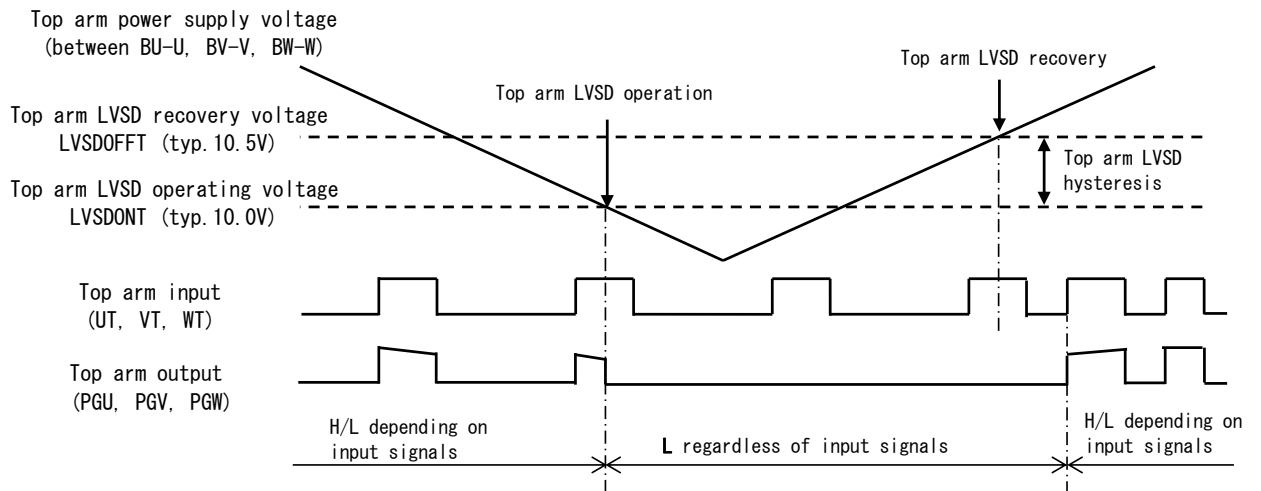 Top arm power supply voltage
(between BU-U, BV-V, BW-W)
Top arm LVSD recovery
Top arm LVSD operation
Top arm LVSD recovery voltage
LVSDOFFT (typ.10.5V)
Top arm LVSD
hysteresis
Top arm LVSD operating voltage
LVSDONT (typ.10.0V)
Top arm input
(UT, VT, WT)
Top arm output
(PGU, PGV, PGW)
H/L depending on
input signals
L regardless of input signals
H/L depending on
input signals